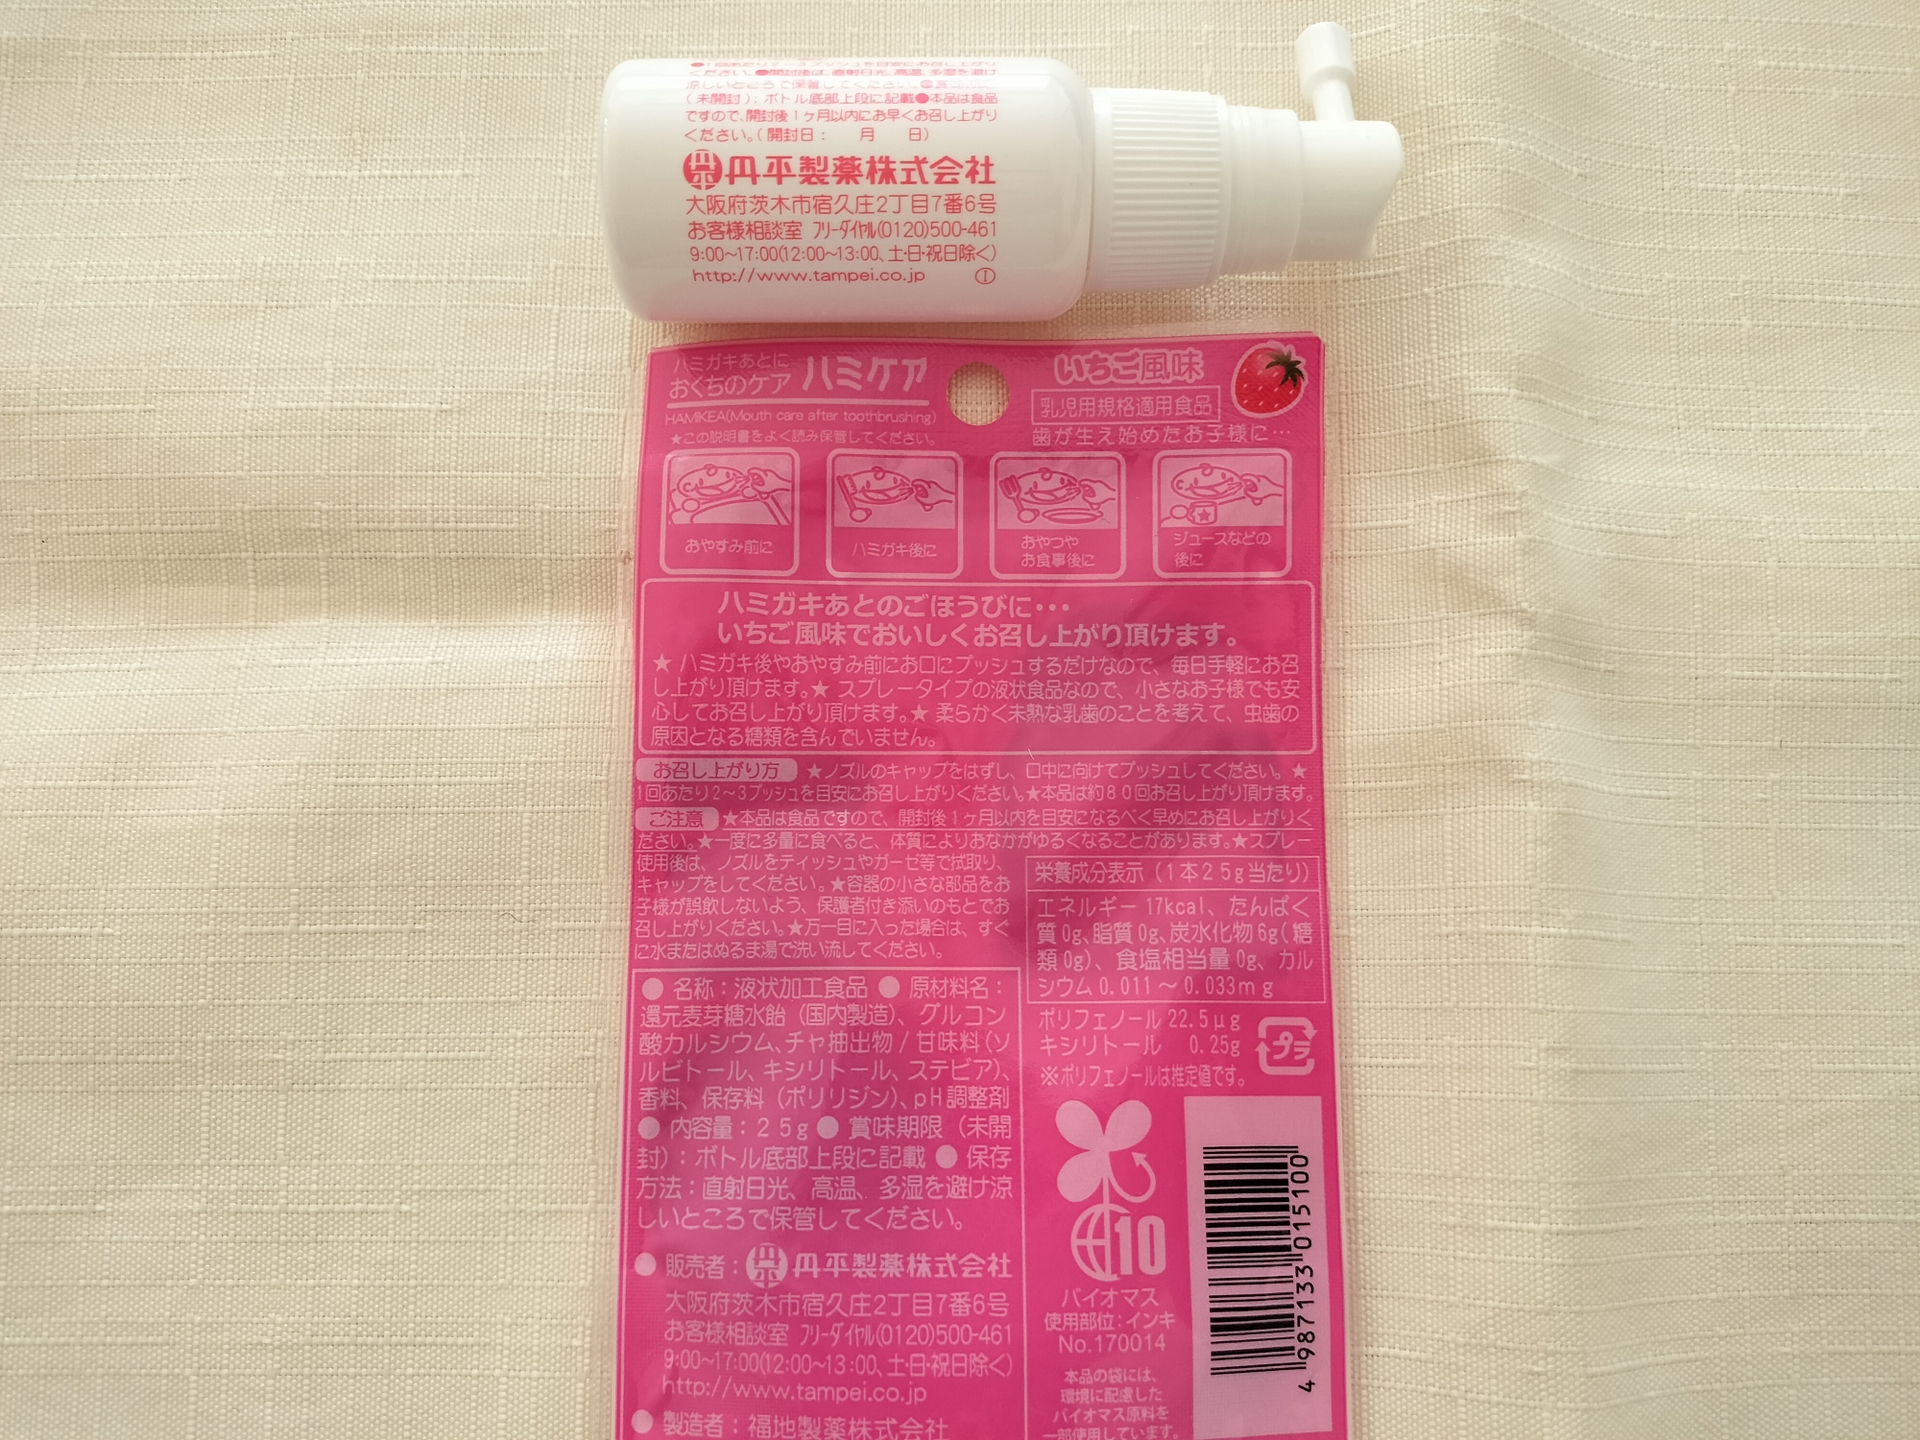 ●1回あたり2〜3プッシュを目安にお召し上がり
ください。●開封後は、直射日光、高温、多湿を避け
涼しいところで保管してください。
(未開封):ボトル底部上段に記載●本品は食品
ですので、開封後1ヶ月以内にお早くお召し上がり
ください。(開封日: 月 日)
丹平製薬株式会社
大阪府茨木市宿久庄2丁目7番6号
お客様相談室 フリーダイヤル(0120)500-461
9:00〜17:00(12:00〜13:00、土・日・祝日除く)
http://www.tampei.co.jp ①
ハミガキあとに
おくちのケア ハミケア
HAMIKEA(Mouth care after toothbrushing)
★この説明書をよく読み保管してください。
いちご風味
乳児用規格適用食品
歯が生え始めたお子様に…
おやすみ前に
ハミガキ後に
おやつや
お食事後に
ジュースなどの
後に
ハミガキあとのごほうびに・・・
いちご風味でおいしくお召し上がり頂けます。
★ ハミガキ後やおやすみ前にお口にプッシュするだけなので、毎日手軽にお召
し上がり頂けます。★ スプレータイプの液状食品なので、小さなお子様でも安
心してお召し上がり頂けます。★ 柔らかく未熟な乳歯のことを考えて、虫歯の
原因となる糖類を含んでいません。
お召し上がり方 ★ノズルのキャップをはずし、口中に向けてプッシュしてください。★
1回あたり2〜3プッシュを目安にお召し上がりください。★本品は約80回お召し上がり頂けます。
ご注意 ★本品は食品ですので、開封後1ヶ月以内を目安になるべく早めにお召し上がりく
ださい。★一度に多量に食べると、体質によりおなかがゆるくなることがあります。★スプレー
使用後は、ノズルをティッシュやガーゼ等で拭取り、
キャップをしてください。★容器の小さな部品をお
子様が誤飲しないよう、保護者付き添いのもとでお
召し上がりください。★万一目に入った場合は、すぐ
に水またはぬるま湯で洗い流してください。
栄養成分表示(1本25g当たり)
エネルギー 17kcal、たんぱく
質 0g、脂質 0g、炭水化物 6g(糖
類 0g)、食塩相当量 0g、カル
シウム 0.011 〜 0.033mg
ポリフェノール 22.5μg
キシリトール 0.25g
※ポリフェノールは推定値です。
プラ
● 名称:液状加工食品 ● 原材料名:
還元麦芽糖水飴(国内製造)、グルコン
酸カルシウム、チャ抽出物 / 甘味料(ソ
ルビトール、キシリトール、ステビア)、
香料、保存料(ポリリジン)、pH調整剤
● 内容量:25g ● 賞味期限(未開
封):ボトル底部上段に記載 ● 保存
方法:直射日光、高温、多湿を避け涼
しいところで保管してください。
● 販売者:丹平製薬株式会社
大阪府茨木市宿久庄2丁目7番6号
お客様相談室 フリーダイヤル(0120)500-461
9:00〜17:00(12:00〜13:00、土・日・祝日除く)
http://www.tampei.co.jp
● 製造者:福地製薬株式会社
10
バイオマス
使用部位:インキ
No.170014
本品の袋には、
環境に配慮した
バイオマス原料を
一部使用しています。
4 987133 015100